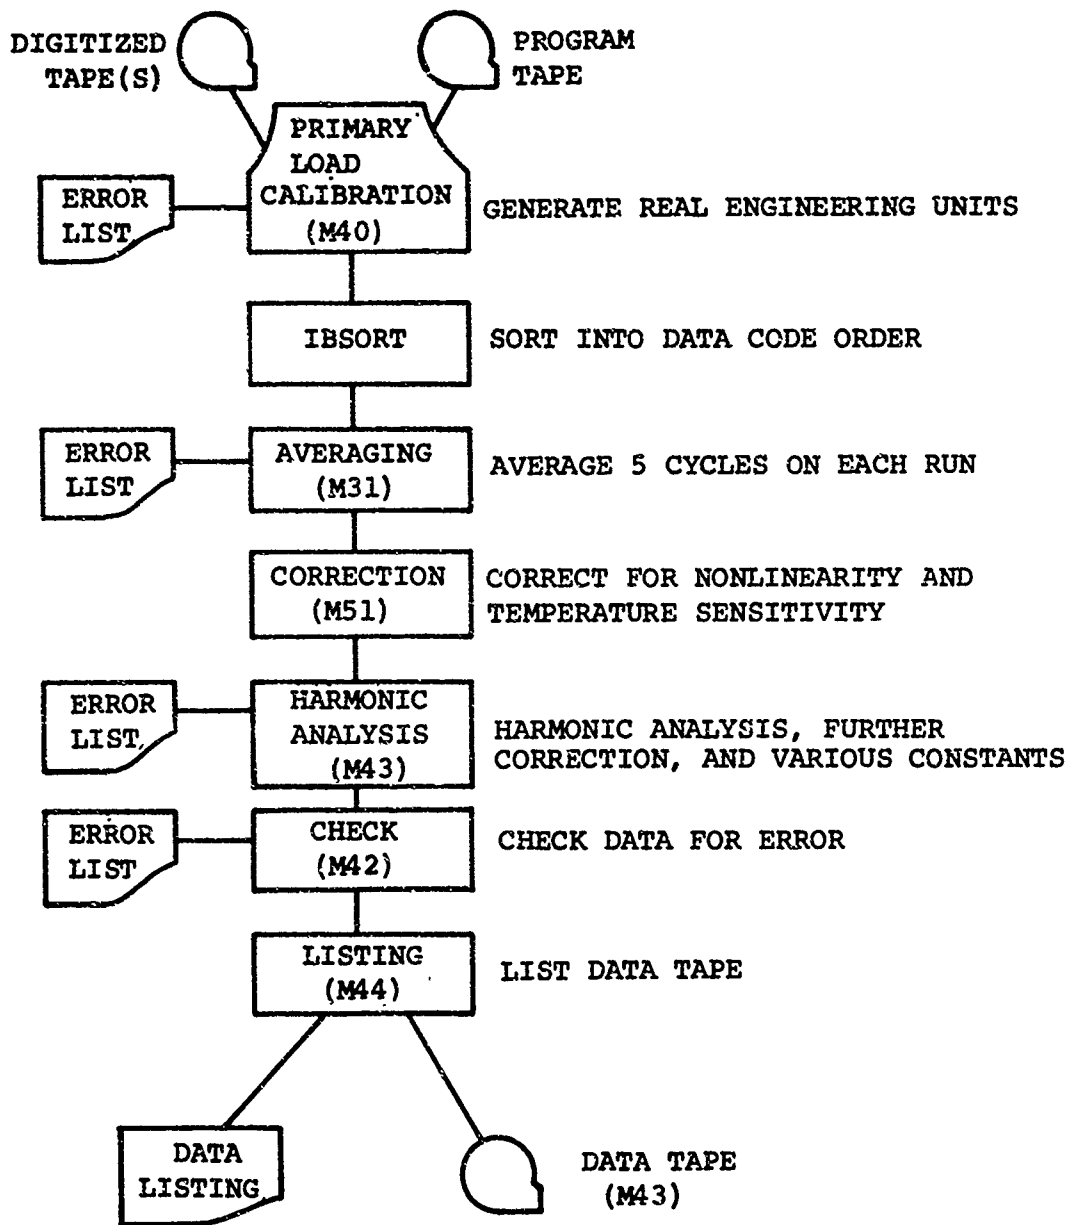 DIGITIZED
TAPE(S)
PROGRAM
TAPE
PRIMARY
LOAD
CALIBRATION
(M40)
ERROR
LIST
GENERATE REAL ENGINEERING UNITS
IBSORT
SORT INTO DATA CODE ORDER
ERROR
LIST
AVERAGING
(M31)
AVERAGE 5 CYCLES ON EACH RUN
CORRECTION
(M51)
CORRECT FOR NONLINEARITY AND
TEMPERATURE SENSITIVITY
ERROR
LIST
HARMONIC
ANALYSIS
(M43)
HARMONIC ANALYSIS, FURTHER
CORRECTION, AND VARIOUS CONSTANTS
ERROR
LIST
CHECK
(M42)
CHECK DATA FOR ERROR
LISTING
(M44)
LIST DATA TAPE
DATA
LISTING
DATA TAPE
(M43)